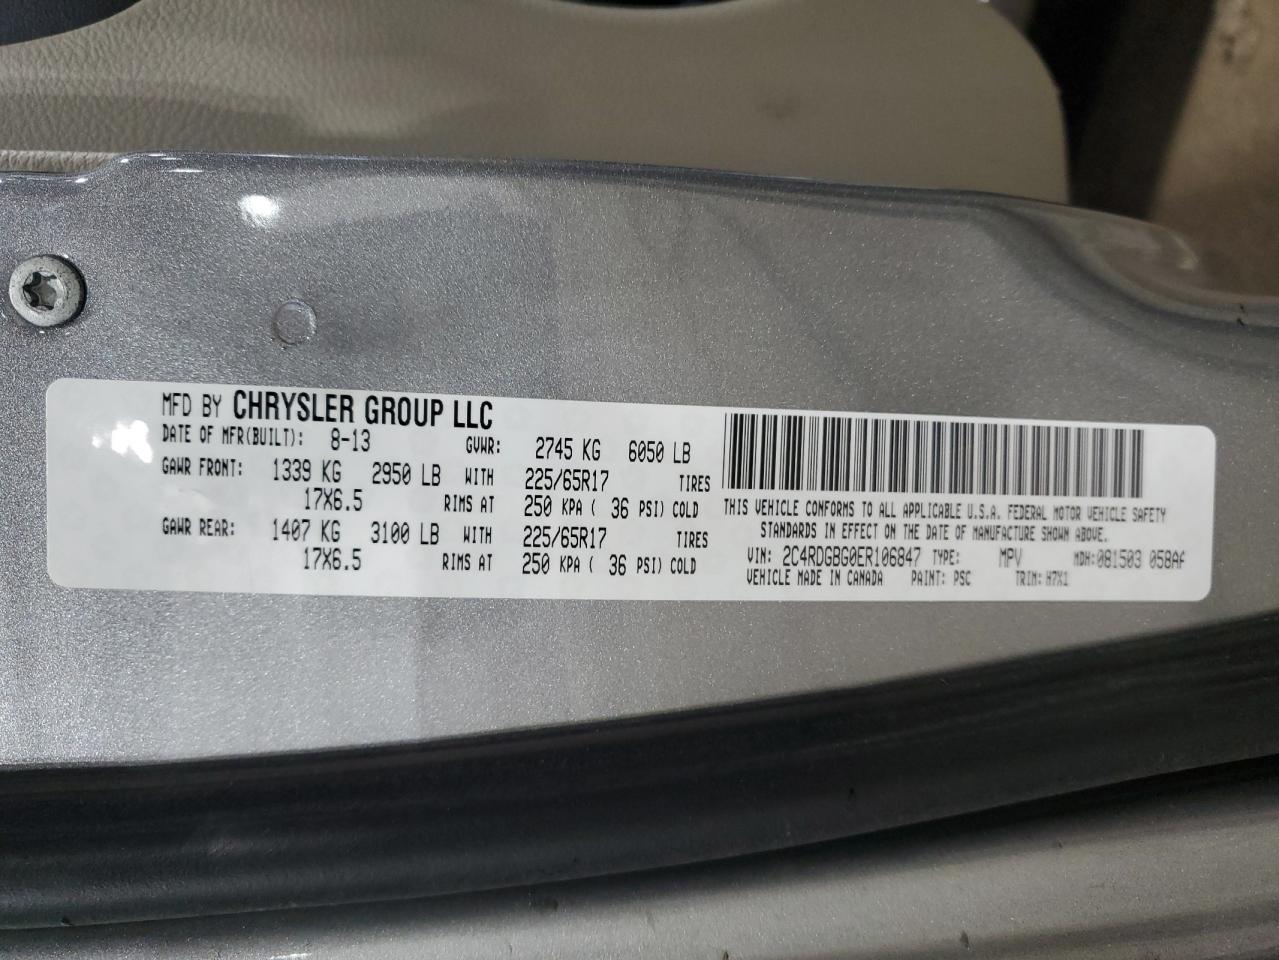 MFD BY CHRYSLER GROUP LLC
DATE OF MFR(BUILT): 8-13 GVWR: 2745 KG 6050 LB
GAWR FRONT: 1339 KG 2950 LB WITH 225/65R17 TIRES
17X6.5 RIMS AT 250 KPA ( 36 PSI) COLD
GAWR REAR: 1407 KG 3100 LB WITH 225/65R17 TIRES
17X6.5 RIMS AT 250 KPA ( 36 PSI) COLD
THIS VEHICLE CONFORMS TO ALL APPLICABLE U.S.A. FEDERAL MOTOR VEHICLE SAFETY
STANDARDS IN EFFECT ON THE DATE OF MANUFACTURE SHOWN ABOVE.
VIN: 2C4RDGBG0ER106847 TYPE: MPV MDH: 081503 058AF
VEHICLE MADE IN CANADA PAINT: PSC TRIM: H7X1